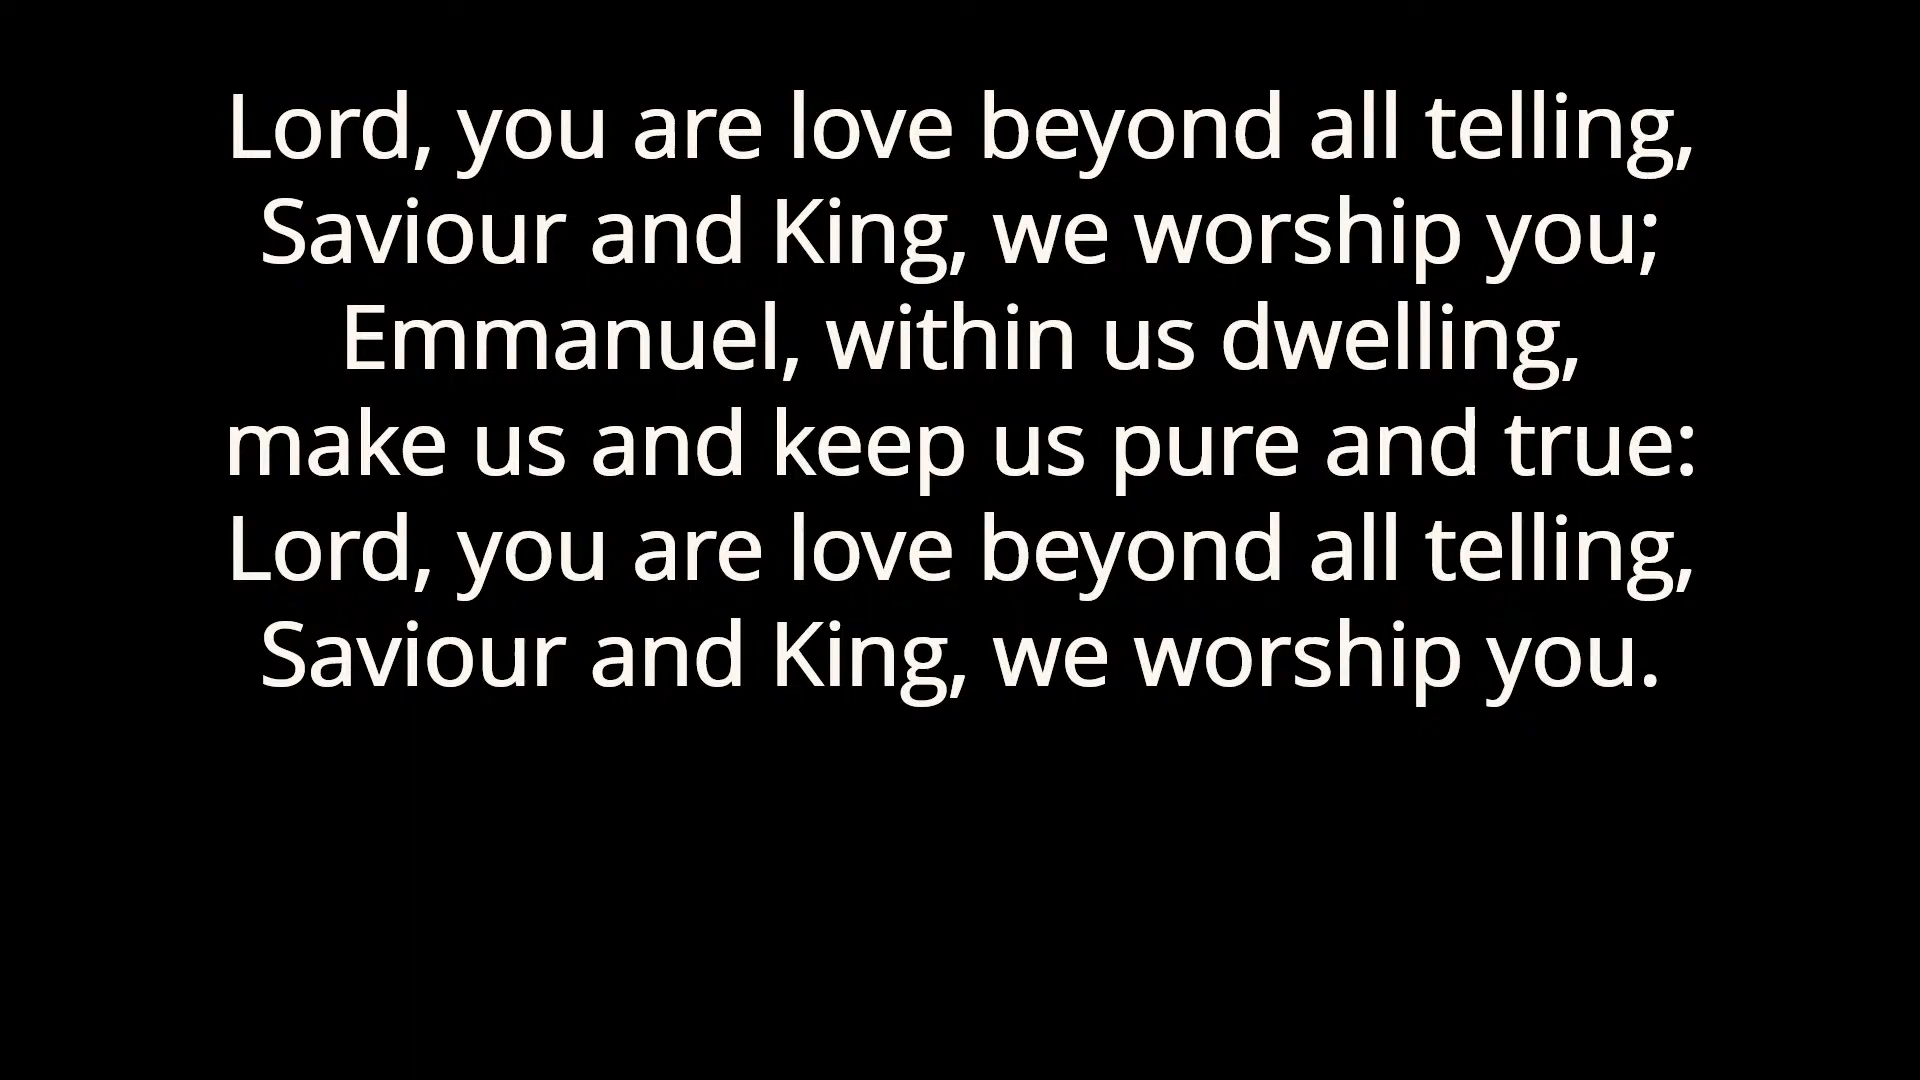 Lord, you are love beyond all telling,
Saviour and King, we worship you;
Emmanuel, within us dwelling,
make us and keep us pure and true:
Lord, you are love beyond all telling,
Saviour and King, we worship you.